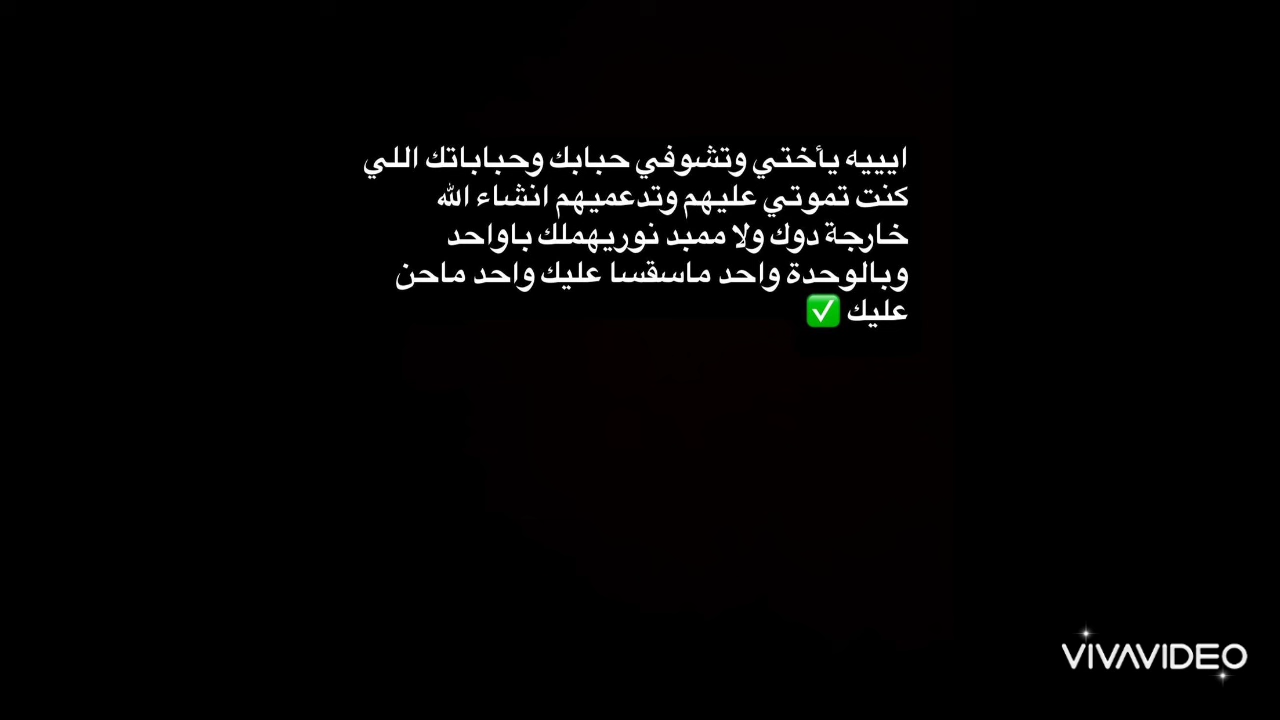 ايييه يأختي وتشوفي حبابك وحباباتك اللي
كنت تموتي عليهم وتدعميهم انشاء الله
خارجة دوك ولا ممبد نوريهملك باواحد
وبالوحدة واحد ماسقسا عليك واحد ماحن
عليك ✅
VIVAVIDEO